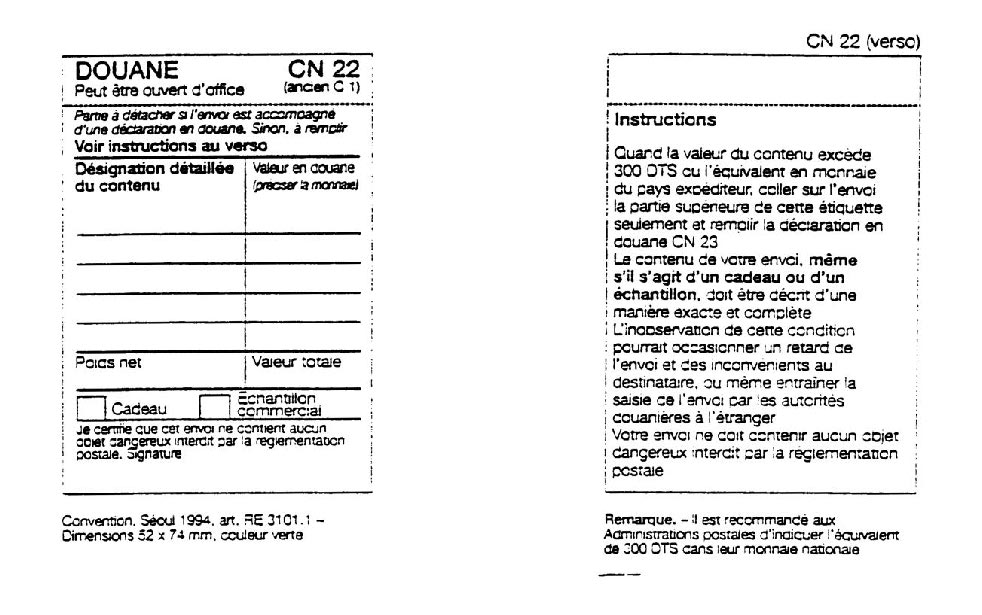 DOUANE CN 22
Peut être ouvert d'office (ancien C 1)
Partie à détacher si l'envoi est accompagné
d'une déclaration en douane. Sinon, à remplir
Voir instructions au verso
Désignation détaillée Valeur en douane
du contenu (préciser la monnaie)
Poids net Valeur totale
Cadeau Échantillon
commercial
Je certifie que cet envoi ne contient aucun
objet dangereux interdit par la réglementation
postale. Signature
Convention, Séoul 1994, art. RE 3101.1 –
Dimensions 52 x 74 mm, couleur verte
CN 22 (verso)
Instructions
Quand la valeur du contenu excède
300 DTS ou l'équivalent en monnaie
du pays expéditeur, coller sur l'envoi
la partie supérieure de cette étiquette
seulement et remplir la déclaration en
douane CN 23
Le contenu de votre envoi, même
s'il s'agit d'un cadeau ou d'un
échantillon, doit être décrit d'une
manière exacte et complète
L'inobservation de cette condition
pourrait occasionner un retard de
l'envoi et des inconvénients au
destinataire, ou même entraîner la
saisie de l'envoi par les autorités
douanières à l'étranger
Votre envoi ne doit contenir aucun objet
dangereux interdit par la réglementation
postale
Remarque. – Il est recommandé aux
Administrations postales d'indiquer l'équivalent
de 300 DTS dans leur monnaie nationale